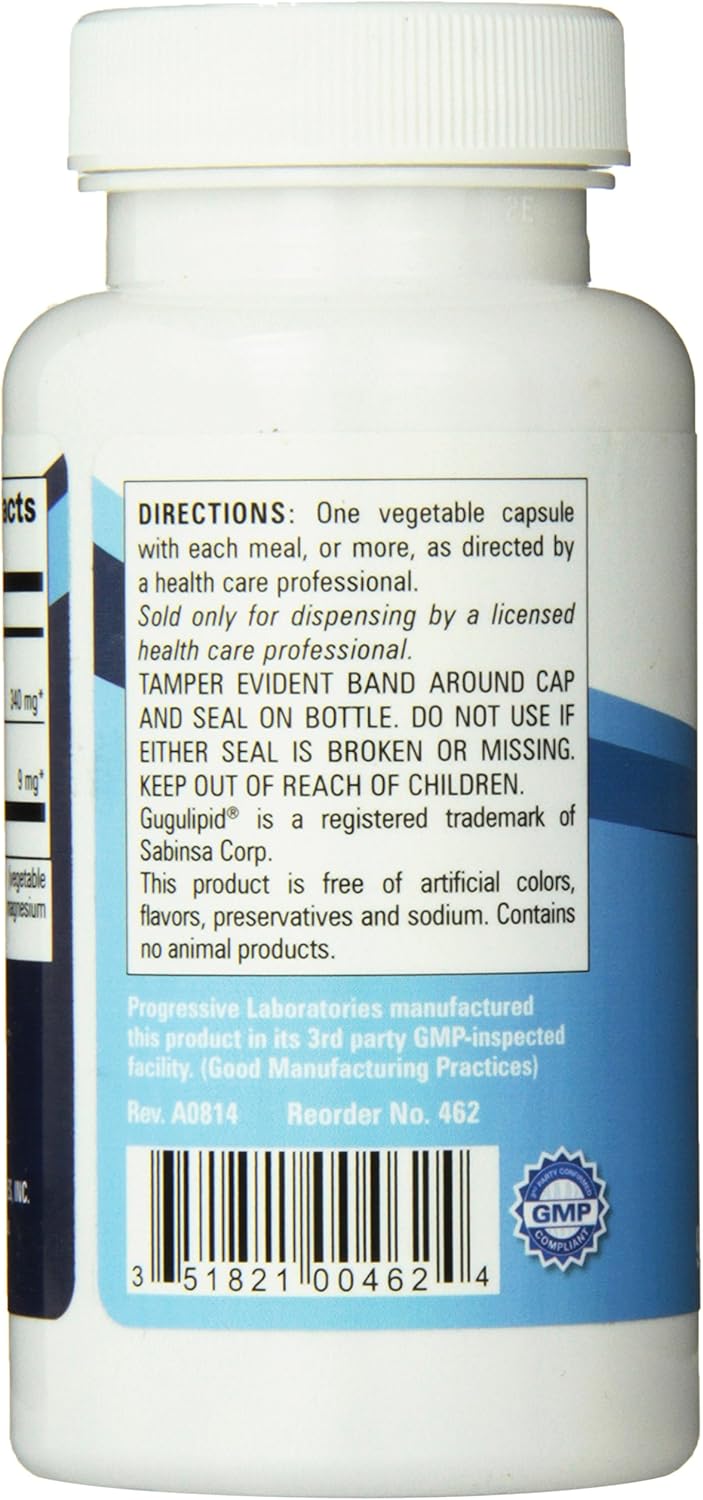 acts
340 mg*
9 mg*
vegetable
magnesium
INC.
DIRECTIONS: One vegetable capsule
with each meal, or more, as directed by
a health care professional.
Sold only for dispensing by a licensed
health care professional.
TAMPER EVIDENT BAND AROUND CAP
AND SEAL ON BOTTLE. DO NOT USE IF
EITHER SEAL IS BROKEN OR MISSING.
KEEP OUT OF REACH OF CHILDREN.
Gugulipid® is a registered trademark of
Sabinsa Corp.
This product is free of artificial colors,
flavors, preservatives and sodium. Contains
no animal products.
Progressive Laboratories manufactured
this product in its 3rd party GMP-inspected
facility. (Good Manufacturing Practices)
Rev. A0814 Reorder No. 462
3 51821 00462 4
3RD PARTY CONFIRMED
GMP
COMPLIANT